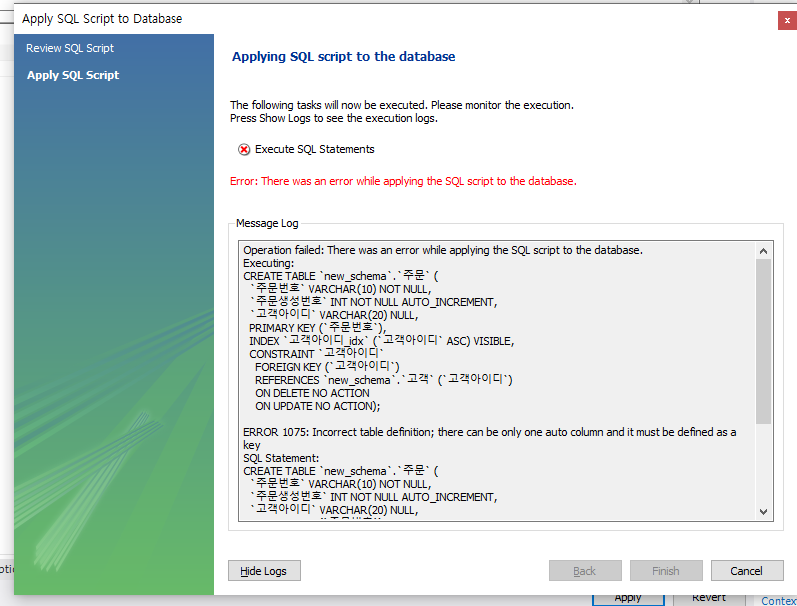 Apply SQL Script to Database
x
Review SQL Script
Apply SQL Script
Applying SQL script to the database
The following tasks will now be executed. Please monitor the execution.
Press Show Logs to see the execution logs.
Execute SQL Statements
Error: There was an error while applying the SQL script to the database.
Message Log
Operation failed: There was an error while applying the SQL script to the database.
Executing:
CREATE TABLE `new_schema`.`주문` (
`주문번호` VARCHAR(10) NOT NULL,
`주문생성번호` INT NOT NULL AUTO_INCREMENT,
`고객아이디` VARCHAR(20) NULL,
PRIMARY KEY (`주문번호`),
INDEX `고객아이디_idx` (`고객아이디` ASC) VISIBLE,
CONSTRAINT `고객아이디`
FOREIGN KEY (`고객아이디`)
REFERENCES `new_schema`.`고객` (`고객아이디`)
ON DELETE NO ACTION
ON UPDATE NO ACTION);
ERROR 1075: Incorrect table definition; there can be only one auto column and it must be defined as a
key
SQL Statement:
CREATE TABLE `new_schema`.`주문` (
`주문번호` VARCHAR(10) NOT NULL,
`주문생성번호` INT NOT NULL AUTO_INCREMENT,
`고객아이디` VARCHAR(20) NULL,
Hide Logs
Back
Finish
Cancel
Apply
Revert
Contex